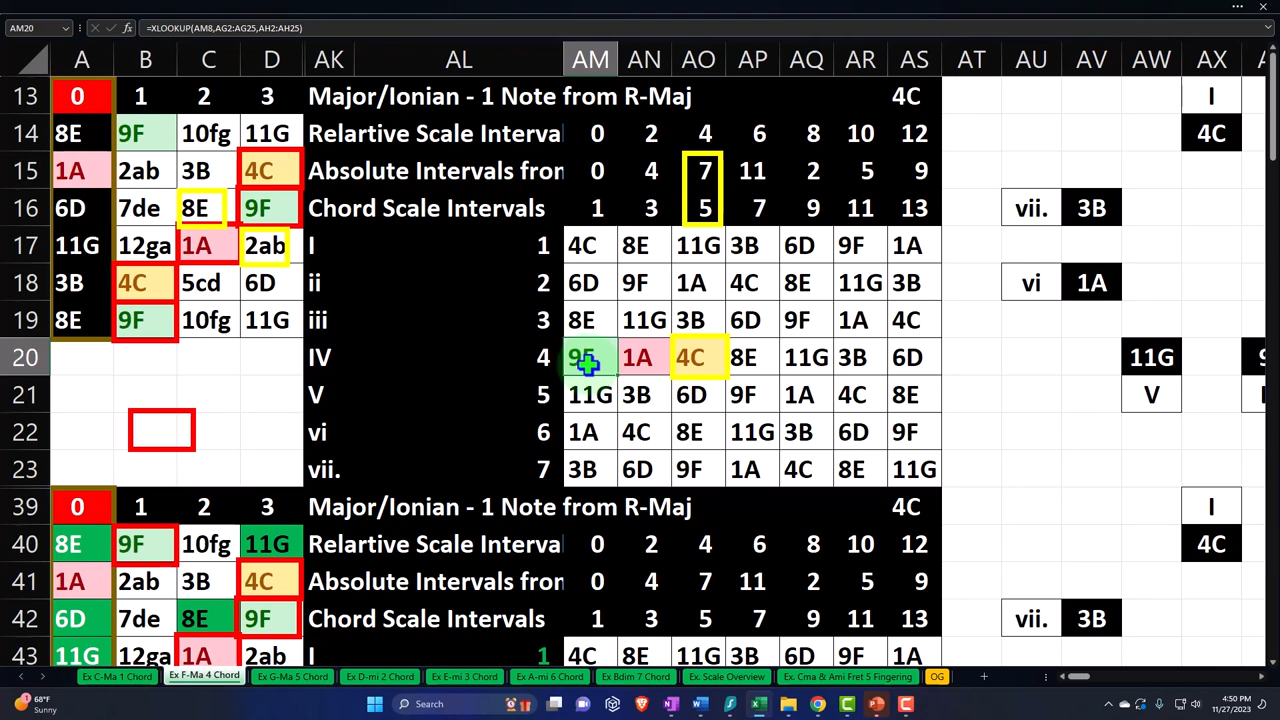 AM20 fx =XLOOKUP(AM8,AG2:AG25,AH2:AH25)
A B C D AK AL AM AN AO AP AQ AR AS AT AU AV AW AX
13 0 1 2 3 Major/Ionian - 1 Note from R-Maj 4C I
14 8E 9F 10fg 11G Relartive Scale Interva 0 2 4 6 8 10 12 4C
15 1A 2ab 3B 4C Absolute Intervals fron 0 4 7 11 2 5 9
16 6D 7de 8E 9F Chord Scale Intervals 1 3 5 7 9 11 13 vii. 3B
17 11G 12ga 1A 2ab I 1 4C 8E 11G 3B 6D 9F 1A
18 3B 4C 5cd 6D ii 2 6D 9F 1A 4C 8E 11G 3B vi 1A
19 8E 9F 10fg 11G iii 3 8E 11G 3B 6D 9F 1A 4C
20 IV 4 9F 1A 4C 8E 11G 3B 6D 11G
21 V 5 11G 3B 6D 9F 1A 4C 8E V
22 vi 6 1A 4C 8E 11G 3B 6D 9F
23 vii. 7 3B 6D 9F 1A 4C 8E 11G
39 0 1 2 3 Major/Ionian - 1 Note from R-Maj 4C I
40 8E 9F 10fg 11G Relartive Scale Interva 0 2 4 6 8 10 12 4C
41 1A 2ab 3B 4C Absolute Intervals fron 0 4 7 11 2 5 9
42 6D 7de 8E 9F Chord Scale Intervals 1 3 5 7 9 11 13 vii. 3B
43 11G 12ga 1A 2ab I 1 4C 8E 11G 3B 6D 9F 1A
Ex C-Ma 1 Chord Ex F-Ma 4 Chord Ex G-Ma 5 Chord Ex D-mi 2 Chord Ex E-mi 3 Chord Ex A-mi 6 Chord Ex Bdim 7 Chord Ex. Scale Overview Ex. Cma & Ami Fret 5 Fingering OG
68°F
Sunny
Search
4:50 PM
11/27/2023